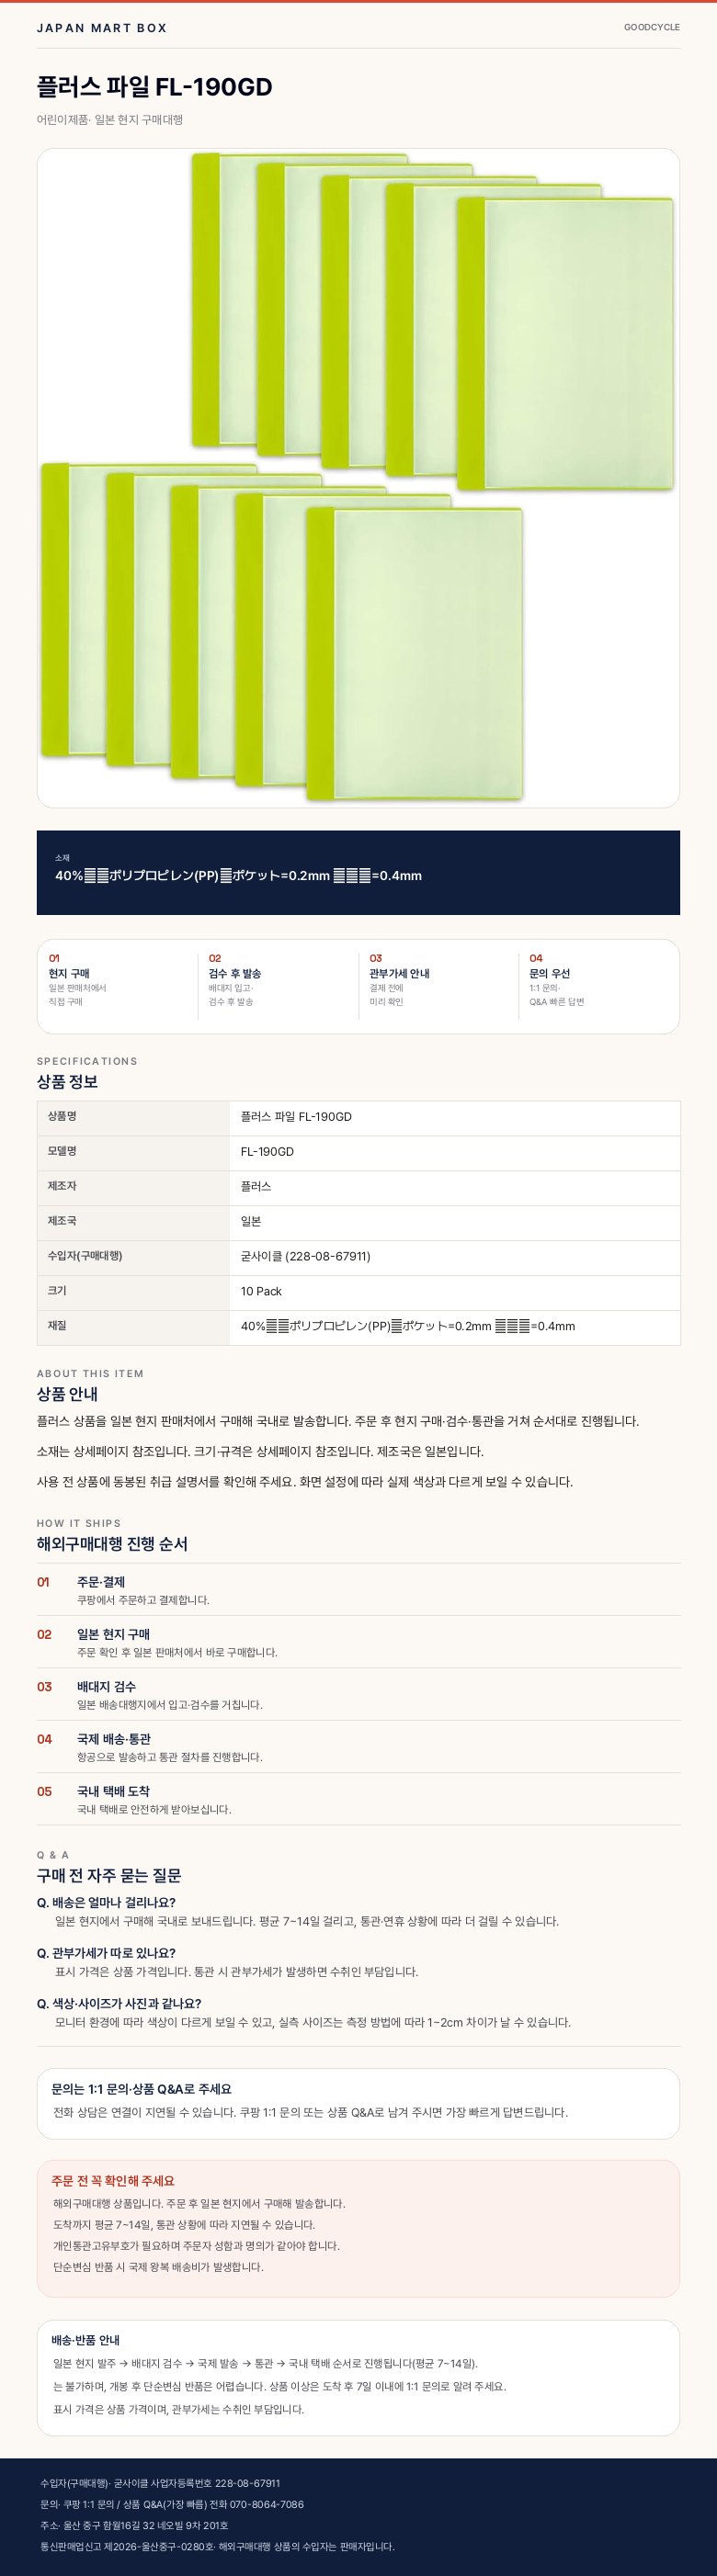 JAPAN MART BOX
GOODCYCLE
플러스 파일 FL-190GD
어린이제품· 일본 현지 구매대행
소재
40% ポリプロピレン(PP) ポケット=0.2mm =0.4mm
01
현지 구매
일본 판매처에서
직접 구매
02
검수 후 발송
배대지 입고·
검수 후 발송
03
관부가세 안내
결제 전에
미리 확인
04
문의 우선
1:1 문의·
Q&A 빠른 답변
SPECIFICATIONS
상품 정보
상품명 플러스 파일 FL-190GD
모델명 FL-190GD
제조자 플러스
제조국 일본
수입자(구매대행) 굳사이클 (228-08-67911)
크기 10 Pack
재질 40% ポリプロピレン(PP) ポケット=0.2mm =0.4mm
ABOUT THIS ITEM
상품 안내
플러스 상품을 일본 현지 판매처에서 구매해 국내로 발송합니다. 주문 후 현지 구매·검수·통관을 거쳐 순서대로 진행됩니다.
소재는 상세페이지 참조입니다. 크기·규격은 상세페이지 참조입니다. 제조국은 일본입니다.
사용 전 상품에 동봉된 취급 설명서를 확인해 주세요. 화면 설정에 따라 실제 색상과 다르게 보일 수 있습니다.
HOW IT SHIPS
해외구매대행 진행 순서
01 주문·결제
쿠팡에서 주문하고 결제합니다.
02 일본 현지 구매
주문 확인 후 일본 판매처에서 바로 구매합니다.
03 배대지 검수
일본 배송대행지에서 입고·검수를 거칩니다.
04 국제 배송·통관
항공으로 발송하고 통관 절차를 진행합니다.
05 국내 택배 도착
국내 택배로 안전하게 받아보십니다.
Q & A
구매 전 자주 묻는 질문
Q. 배송은 얼마나 걸리나요?
일본 현지에서 구매해 국내로 보내드립니다. 평균 7~14일 걸리고, 통관·연휴 상황에 따라 더 걸릴 수 있습니다.
Q. 관부가세가 따로 있나요?
표시 가격은 상품 가격입니다. 통관 시 관부가세가 발생하면 수취인 부담입니다.
Q. 색상·사이즈가 사진과 같나요?
모니터 환경에 따라 색상이 다르게 보일 수 있고, 실측 사이즈는 측정 방법에 따라 1~2cm 차이가 날 수 있습니다.
문의는 1:1 문의·상품 Q&A로 주세요
전화 상담은 연결이 지연될 수 있습니다. 쿠팡 1:1 문의 또는 상품 Q&A로 남겨 주시면 가장 빠르게 답변드립니다.
주문 전 꼭 확인해 주세요
해외구매대행 상품입니다. 주문 후 일본 현지에서 구매해 발송합니다.
도착까지 평균 7~14일, 통관 상황에 따라 지연될 수 있습니다.
개인통관고유부호가 필요하며 주문자 성함과 명의가 같아야 합니다.
단순변심 반품 시 국제 왕복 배송비가 발생합니다.
배송·반품 안내
일본 현지 발주 → 배대지 검수 → 국제 발송 → 통관 → 국내 택배 순서로 진행됩니다(평균 7~14일).
는 불가하며, 개봉 후 단순변심 반품은 어렵습니다. 상품 이상은 도착 후 7일 이내에 1:1 문의로 알려 주세요.
표시 가격은 상품 가격이며, 관부가세는 수취인 부담입니다.
수입자(구매대행)· 굳사이클 사업자등록번호 228-08-67911
문의· 쿠팡 1:1 문의 / 상품 Q&A(가장 빠름) 전화 070-8064-7086
주소· 울산 중구 함월16길 32 네오빌 9차 201호
통신판매업신고 제2026-울산중구-0280호· 해외구매대행 상품의 수입자는 판매자입니다.